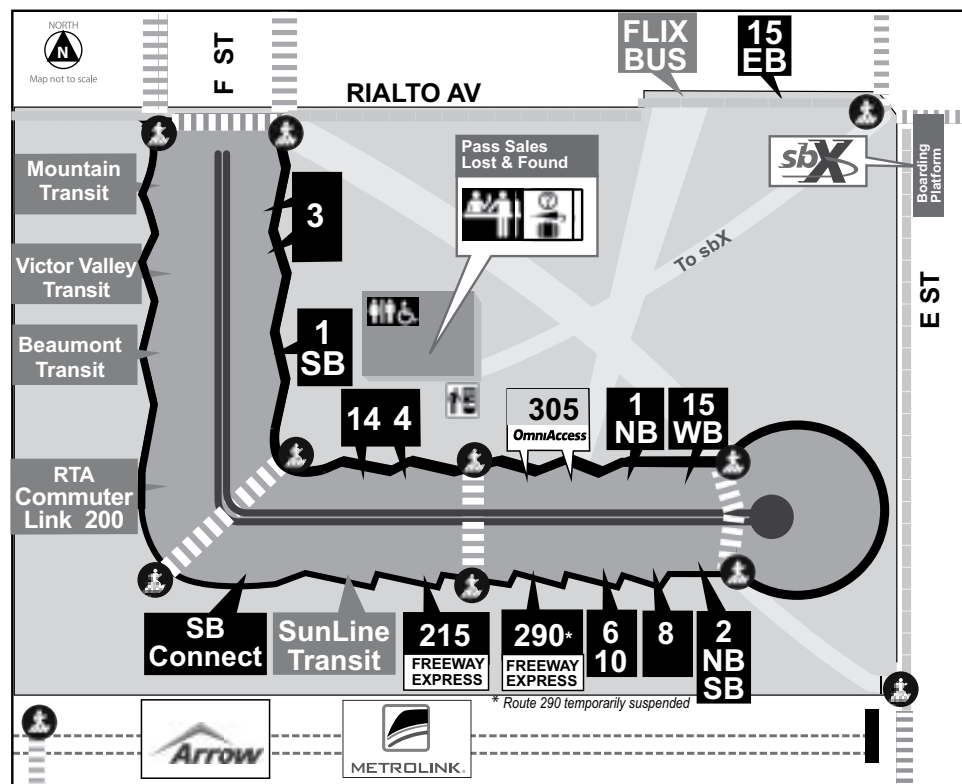 NORTH
N
Map not to scale
F ST
RIALTO AV
FLIX
BUS
15
EB
sbX
Boarding
Platform
E ST
To sbX
Pass Sales
Lost & Found
Mountain
Transit
Victor Valley
Transit
Beaumont
Transit
RTA
Commuter
Link 200
3
1
SB
14 4
305
OmniAccess
1
NB
15
WB
SB
Connect
SunLine
Transit
215
FREEWAY
EXPRESS
290*
FREEWAY
EXPRESS
6
10
8
2
NB
SB
* Route 290 temporarily suspended
Arrow
METROLINK.